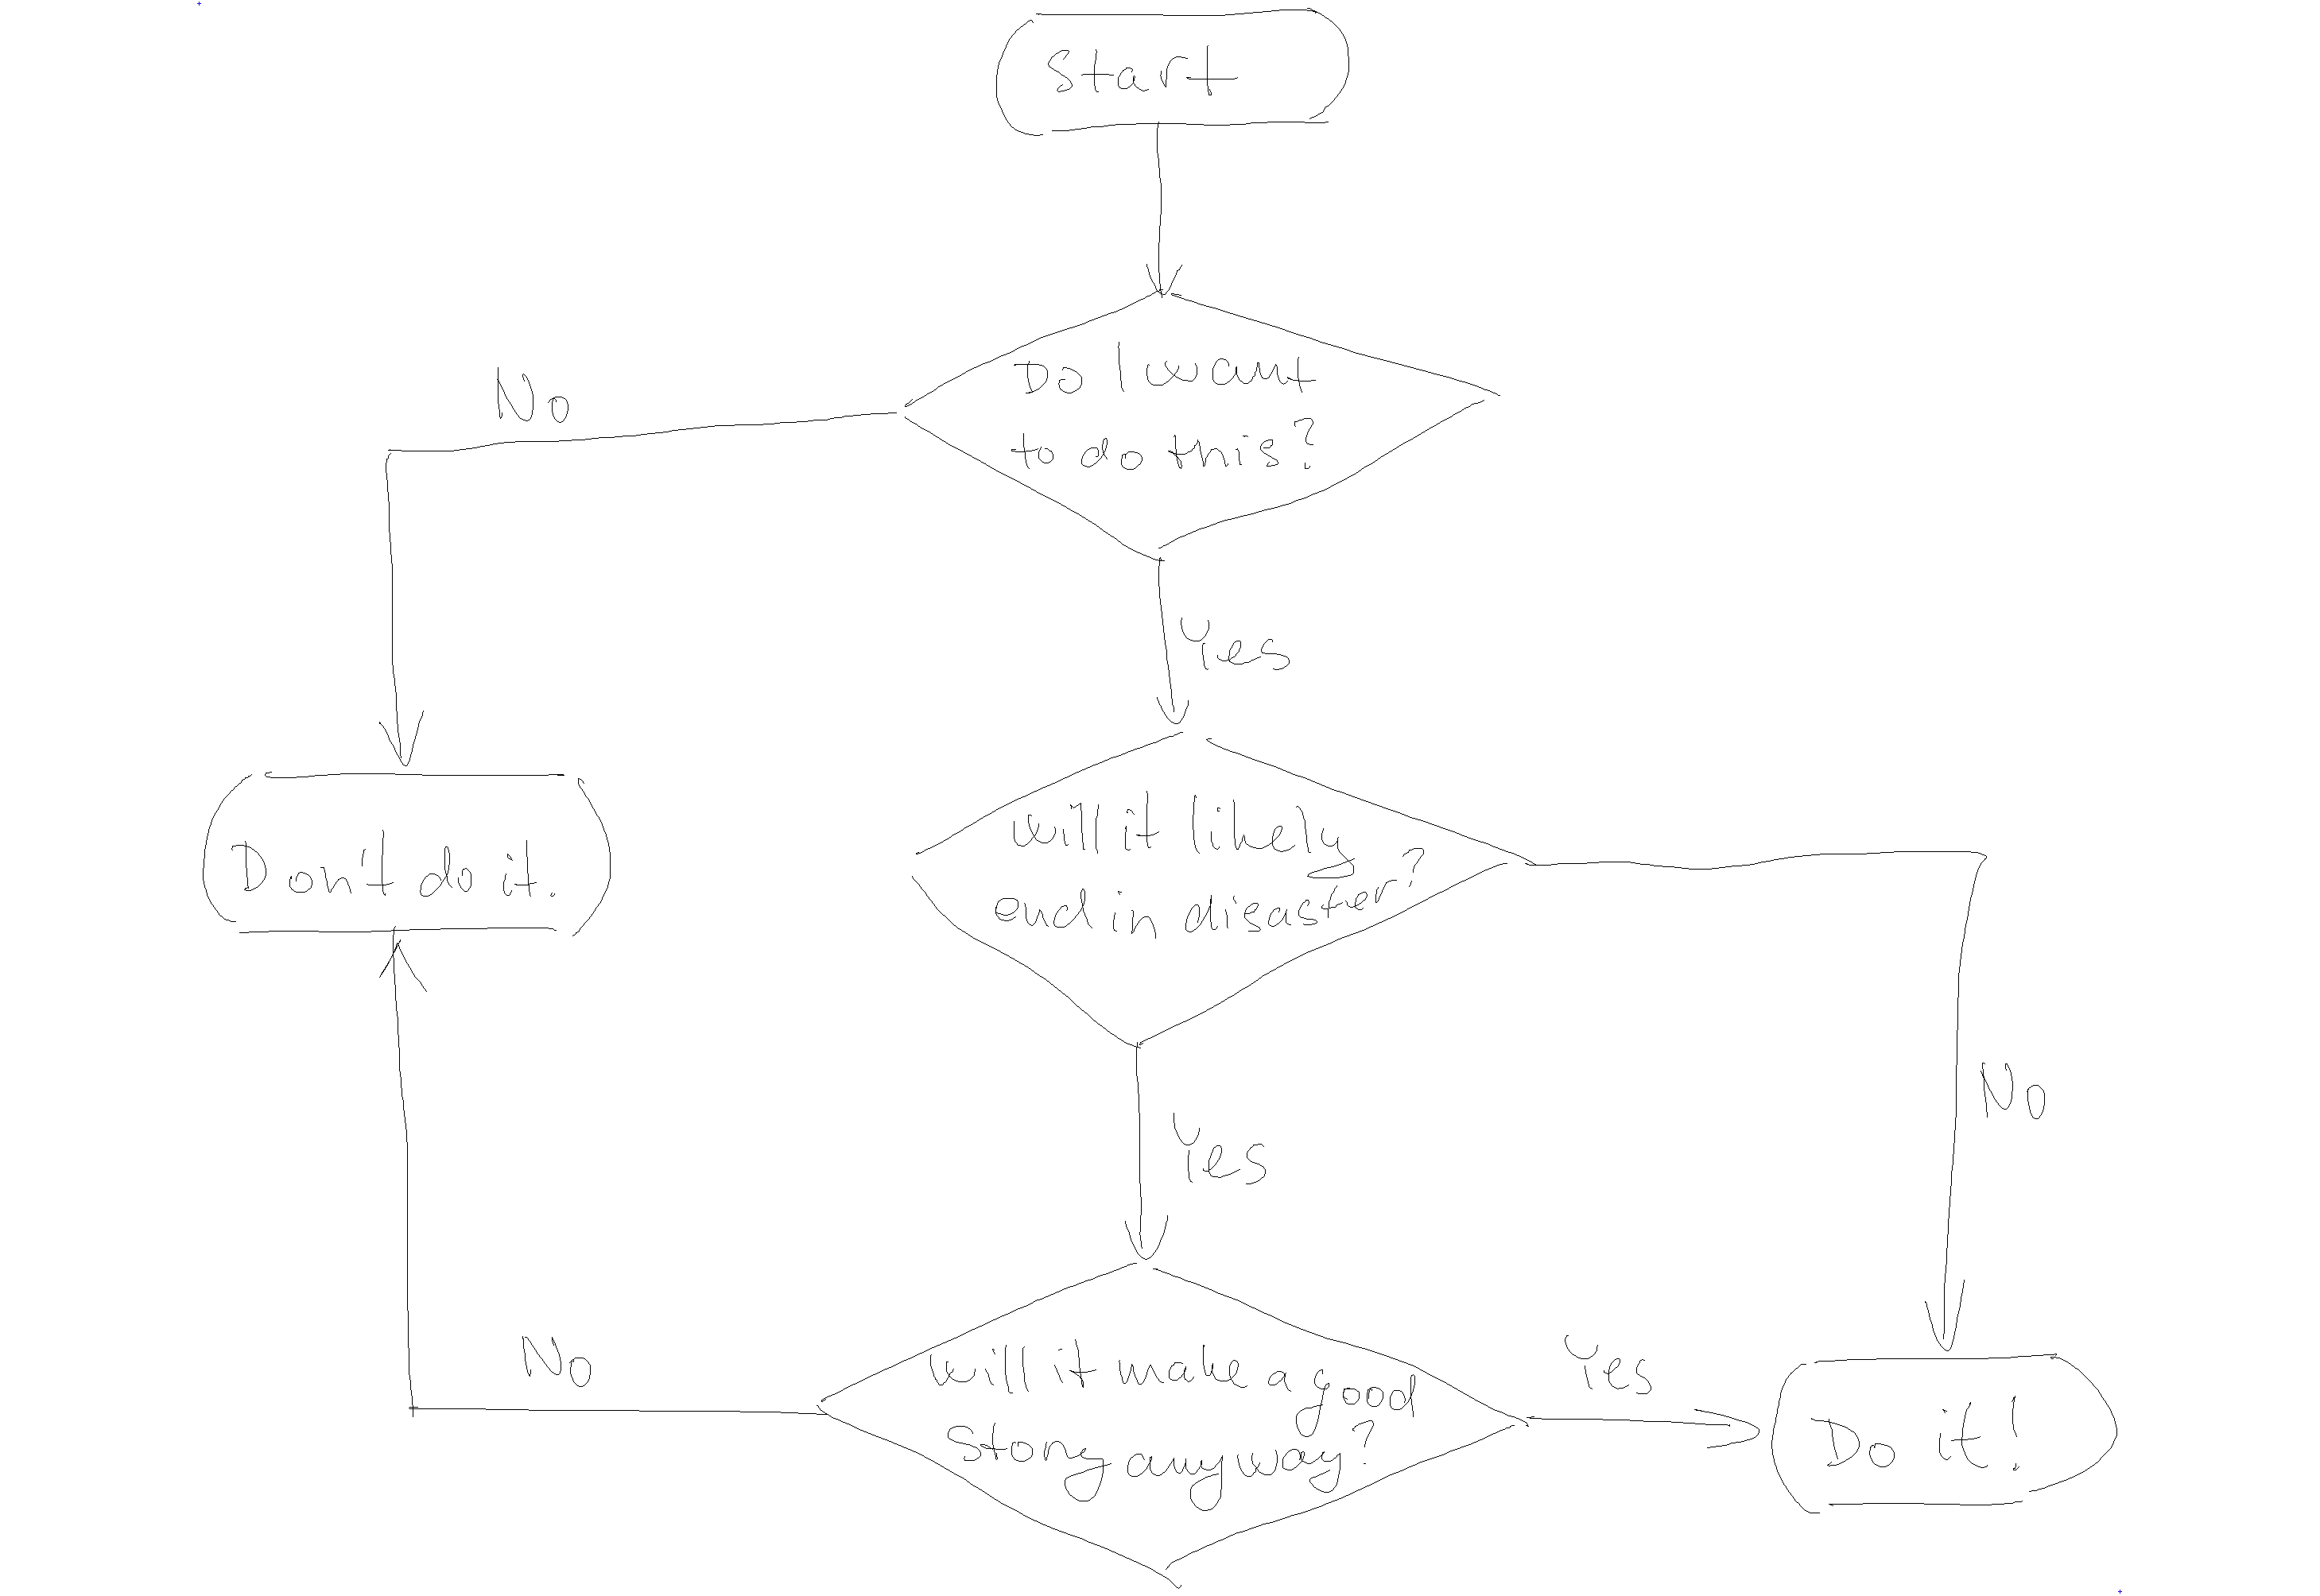 Start
Do I want
to do this?
No
Yes
Don't do it.
Will it likely
end in disaster?
No
Yes
Will it make a good
story anyway?
No
Yes
Do it!